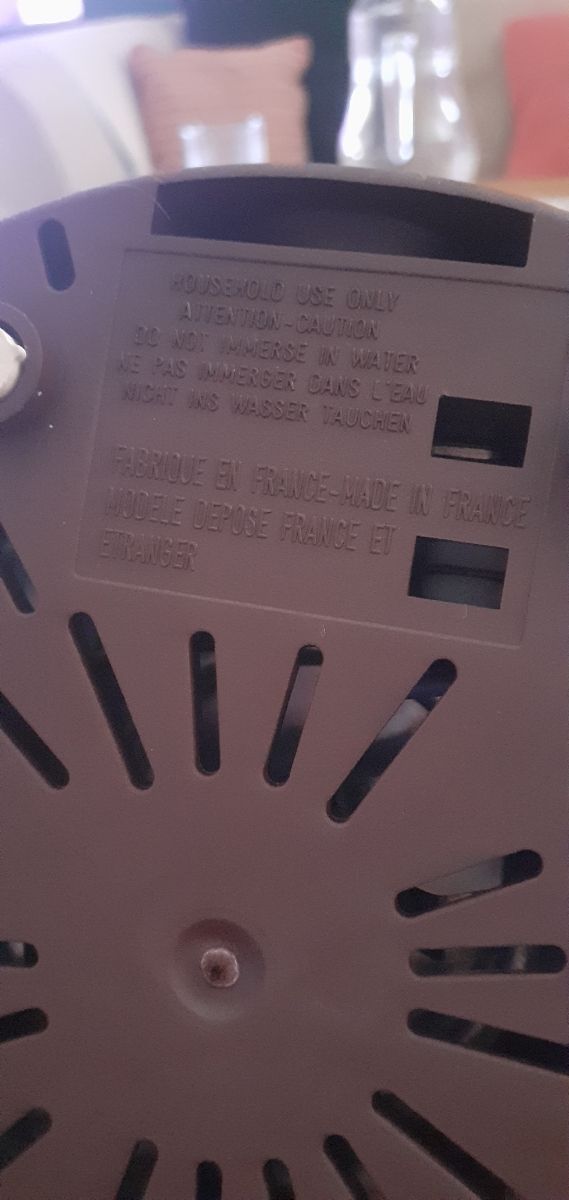 HOUSEHOLD USE ONLY
ATTENTION-CAUTION
DO NOT IMMERSE IN WATER
NE PAS IMMERGER DANS L'EAU
NICHT INS WASSER TAUCHEN
FABRIQUE EN FRANCE-MADE IN FRANCE
MODELE DEPOSE FRANCE ET
ETRANGER